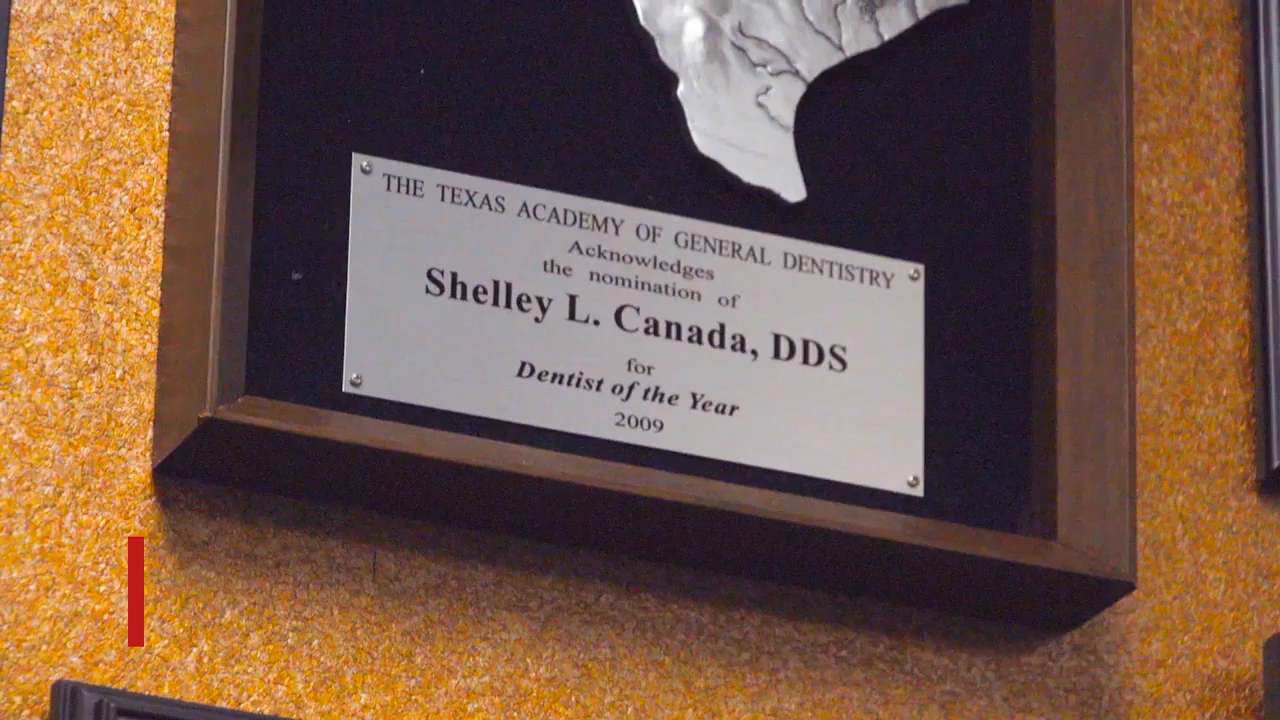 THE TEXAS ACADEMY OF GENERAL DENTISTRY
Acknowledges
the nomination of
Shelley L. Canada, DDS
for
Dentist of the Year
2009